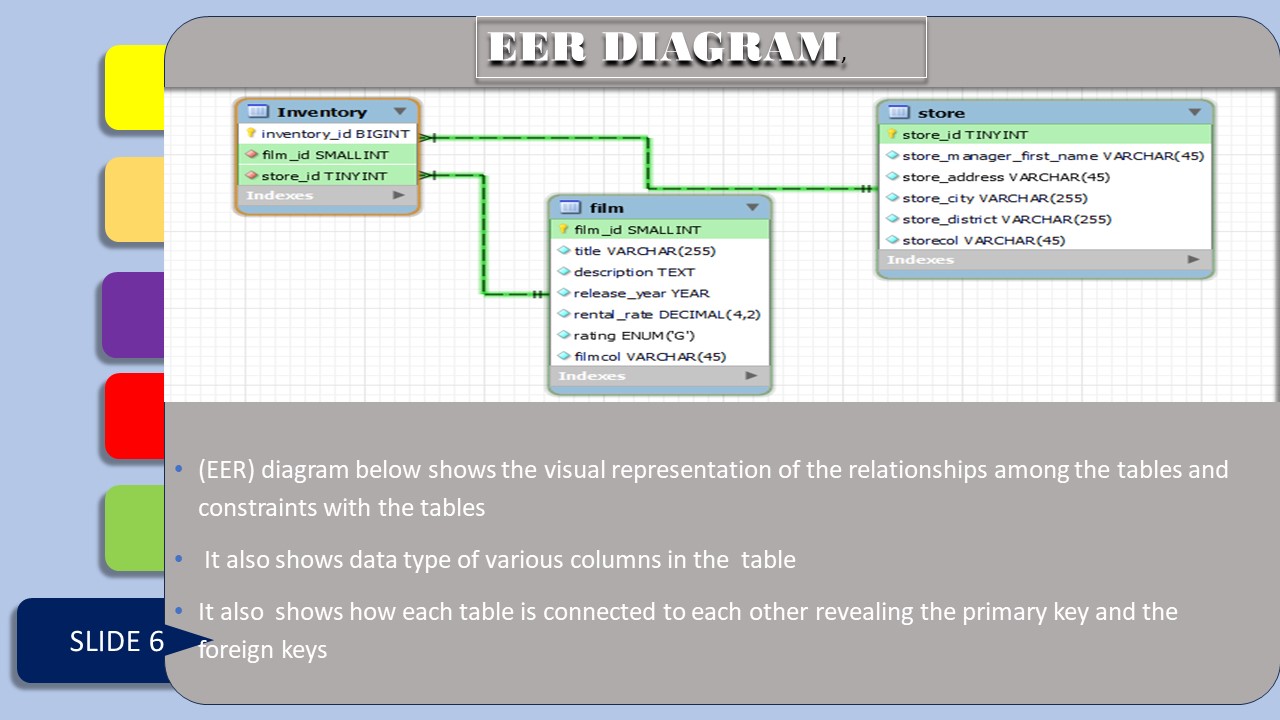 EER DIAGRAM,
Inventory
inventory_id BIGINT
film_id SMALLINT
store_id TINYINT
Indexes
film
film_id SMALLINT
title VARCHAR(255)
description TEXT
release_year YEAR
rental_rate DECIMAL(4,2)
rating ENUM('G')
filmcol VARCHAR(45)
Indexes
store
store_id TINYINT
store_manager_first_name VARCHAR(45)
store_address VARCHAR(45)
store_city VARCHAR(255)
store_district VARCHAR(255)
storecol VARCHAR(45)
Indexes
• (EER) diagram below shows the visual representation of the relationships among the tables and
constraints with the tables
• It also shows data type of various columns in the table
• It also shows how each table is connected to each other revealing the primary key and the
foreign keys
SLIDE 6